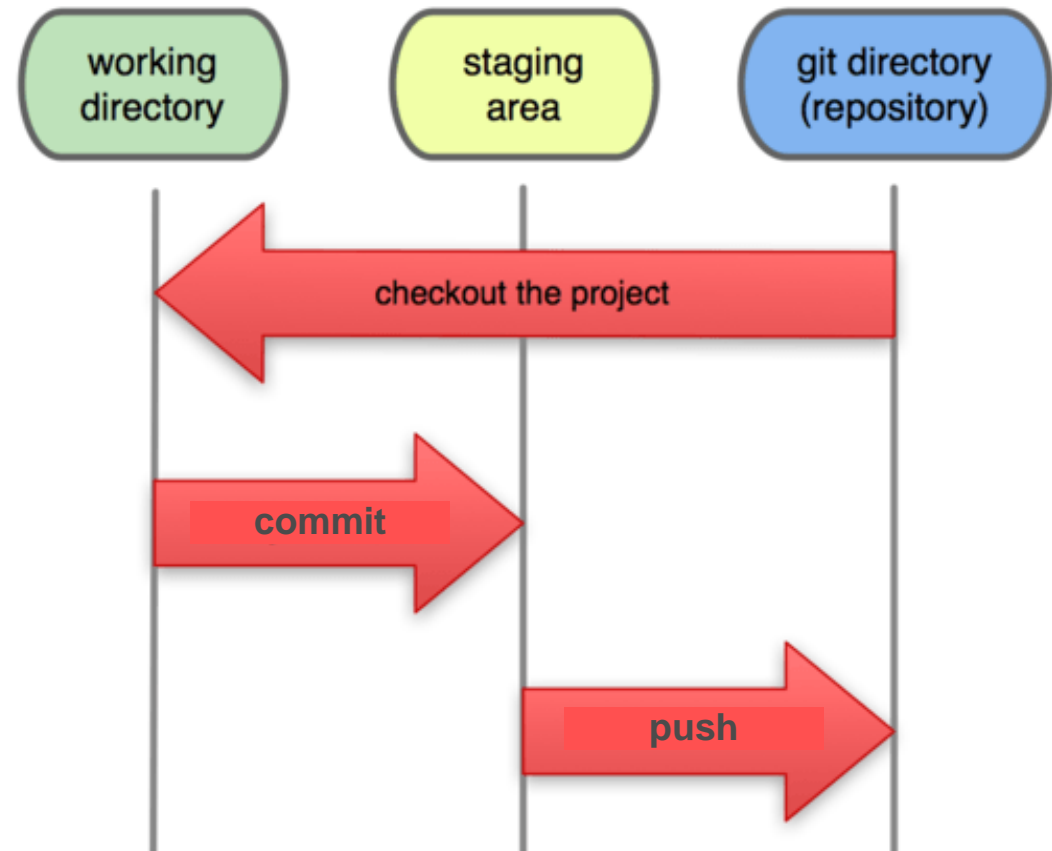 working
directory
staging
area
git directory
(repository)
checkout the project
commit
push